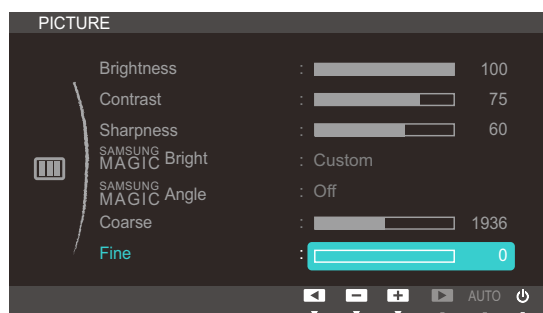 PICTURE
Brightness : 100
Contrast : 75
Sharpness : 60
SAMSUNG
MAGIC Bright : Custom
SAMSUNG
MAGIC Angle : Off
Coarse : 1936
Fine : 0
AUTO